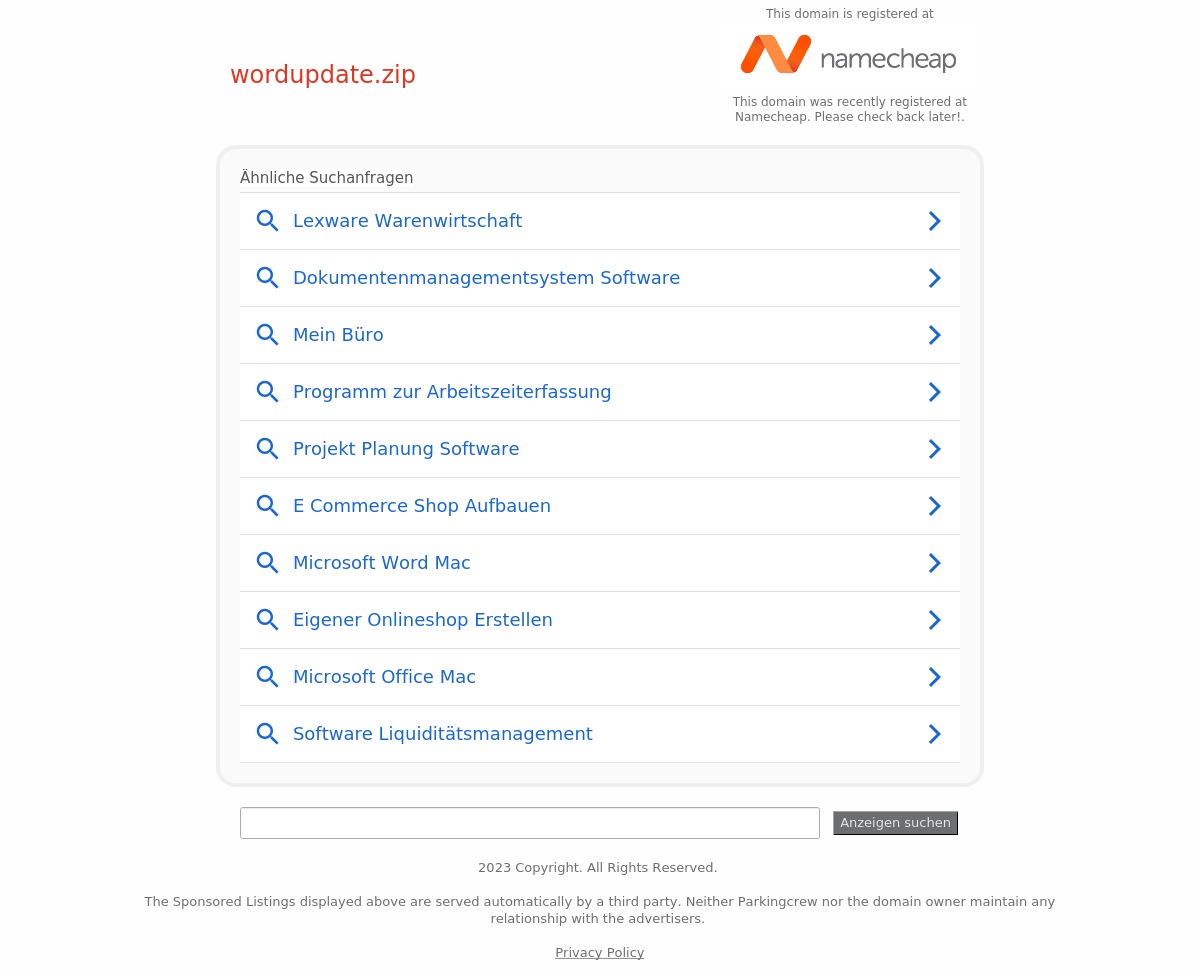 This domain is registered at
namecheap
wordupdate.zip
This domain was recently registered at
Namecheap. Please check back later!.
Ähnliche Suchanfragen
Lexware Warenwirtschaft
Dokumentenmanagementsystem Software
Mein Büro
Programm zur Arbeitszeiterfassung
Projekt Planung Software
E Commerce Shop Aufbauen
Microsoft Word Mac
Eigener Onlineshop Erstellen
Microsoft Office Mac
Software Liquiditätsmanagement
Anzeigen suchen
2023 Copyright. All Rights Reserved.
The Sponsored Listings displayed above are served automatically by a third party. Neither Parkingcrew nor the domain owner maintain any
relationship with the advertisers.
Privacy Policy